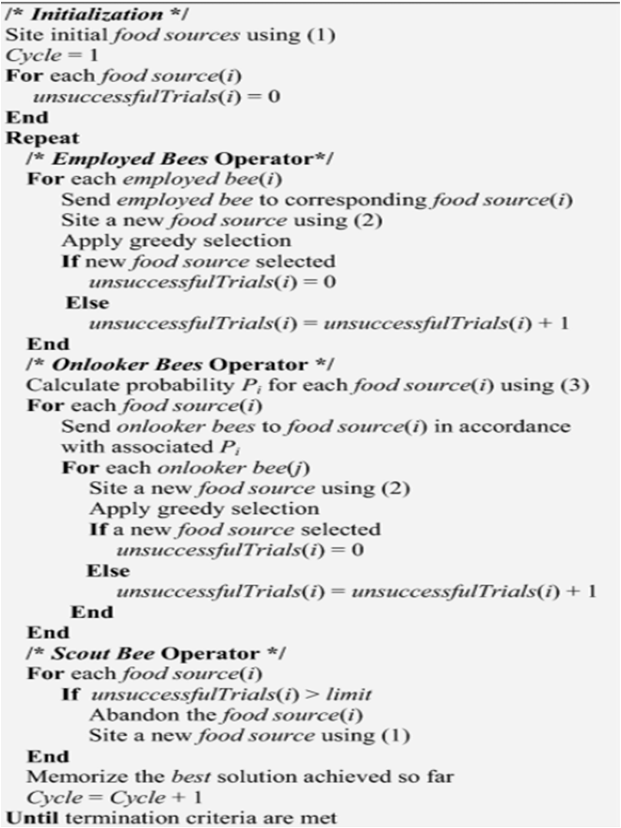 /* Initialization */
Site initial food sources using (1)
Cycle = 1
For each food source(i)
unsuccessfulTrials(i) = 0
End
Repeat
/* Employed Bees Operator*/
For each employed bee(i)
Send employed bee to corresponding food source(i)
Site a new food source using (2)
Apply greedy selection
If new food source selected
unsuccessfulTrials(i) = 0
Else
unsuccessfulTrials(i) = unsuccessfulTrials(i) + 1
End
/* Onlooker Bees Operator */
Calculate probability Pi for each food source(i) using (3)
For each food source(i)
Send onlooker bees to food source(i) in accordance
with associated Pi
For each onlooker bee(j)
Site a new food source using (2)
Apply greedy selection
If a new food source selected
unsuccessfulTrials(i) = 0
Else
unsuccessfulTrials(i) = unsuccessfulTrials(i) + 1
End
End
/* Scout Bee Operator */
For each food source(i)
If unsuccessfulTrials(i) > limit
Abandon the food source(i)
Site a new food source using (1)
End
Memorize the best solution achieved so far
Cycle = Cycle + 1
Until termination criteria are met